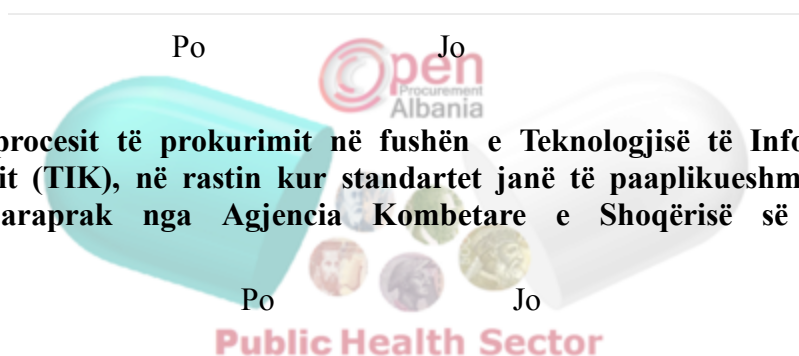 Po Jo
Open
Procurement
Albania
procesit të prokurimit në fushën e Teknologjisë të Info
it (TIK), në rastin kur standartet janë të paaplikueshm
araprak nga Agjencia Kombetare e Shoqërisë së
Po Jo
Public Health Sector